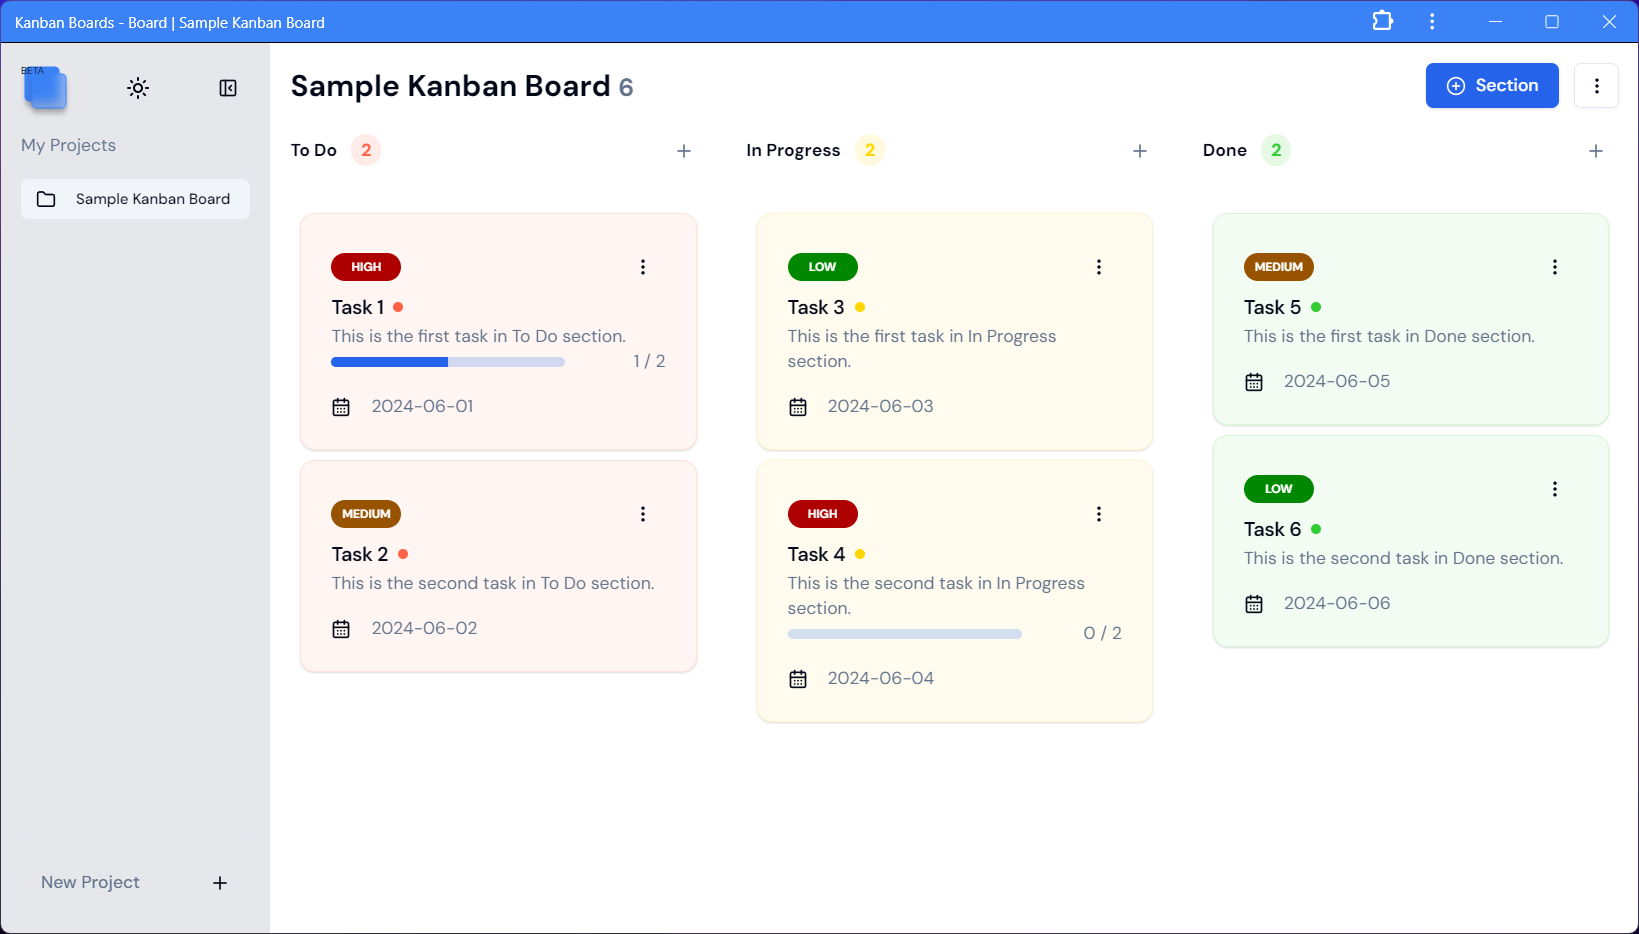 Kanban Boards - Board | Sample Kanban Board
BETA
My Projects
Sample Kanban Board
New Project
Sample Kanban Board 6
Section
To Do 2
HIGH
Task 1
This is the first task in To Do section.
1 / 2
2024-06-01
MEDIUM
Task 2
This is the second task in To Do section.
2024-06-02
In Progress 2
LOW
Task 3
This is the first task in In Progress
section.
2024-06-03
HIGH
Task 4
This is the second task in In Progress
section.
0 / 2
2024-06-04
Done 2
MEDIUM
Task 5
This is the first task in Done section.
2024-06-05
LOW
Task 6
This is the second task in Done section.
2024-06-06